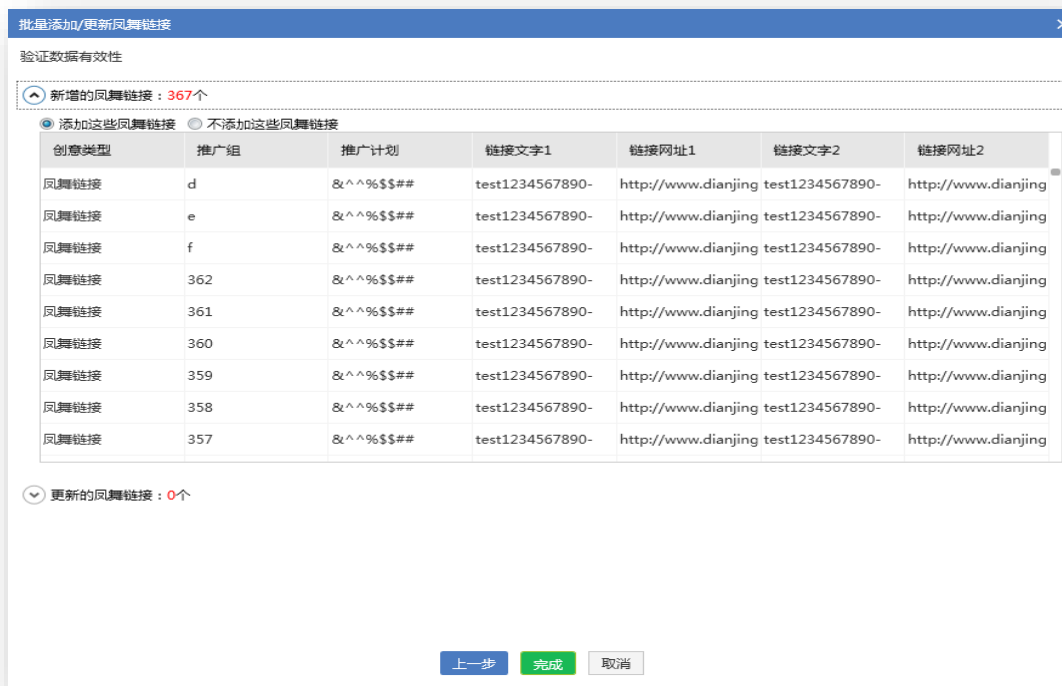 批量添加/更新凤舞链接
验证数据有效性
新增的凤舞链接：367个
添加这些凤舞链接 不添加这些凤舞链接
创意类型 推广组 推广计划 链接文字1 链接网址1 链接文字2 链接网址2
凤舞链接 d &^^%$$## test1234567890- http://www.dianjing test1234567890- http://www.dianjing
凤舞链接 e &^^%$$## test1234567890- http://www.dianjing test1234567890- http://www.dianjing
凤舞链接 f &^^%$$## test1234567890- http://www.dianjing test1234567890- http://www.dianjing
凤舞链接 362 &^^%$$## test1234567890- http://www.dianjing test1234567890- http://www.dianjing
凤舞链接 361 &^^%$$## test1234567890- http://www.dianjing test1234567890- http://www.dianjing
凤舞链接 360 &^^%$$## test1234567890- http://www.dianjing test1234567890- http://www.dianjing
凤舞链接 359 &^^%$$## test1234567890- http://www.dianjing test1234567890- http://www.dianjing
凤舞链接 358 &^^%$$## test1234567890- http://www.dianjing test1234567890- http://www.dianjing
凤舞链接 357 &^^%$$## test1234567890- http://www.dianjing test1234567890- http://www.dianjing
更新的凤舞链接：0个
上一步 完成 取消